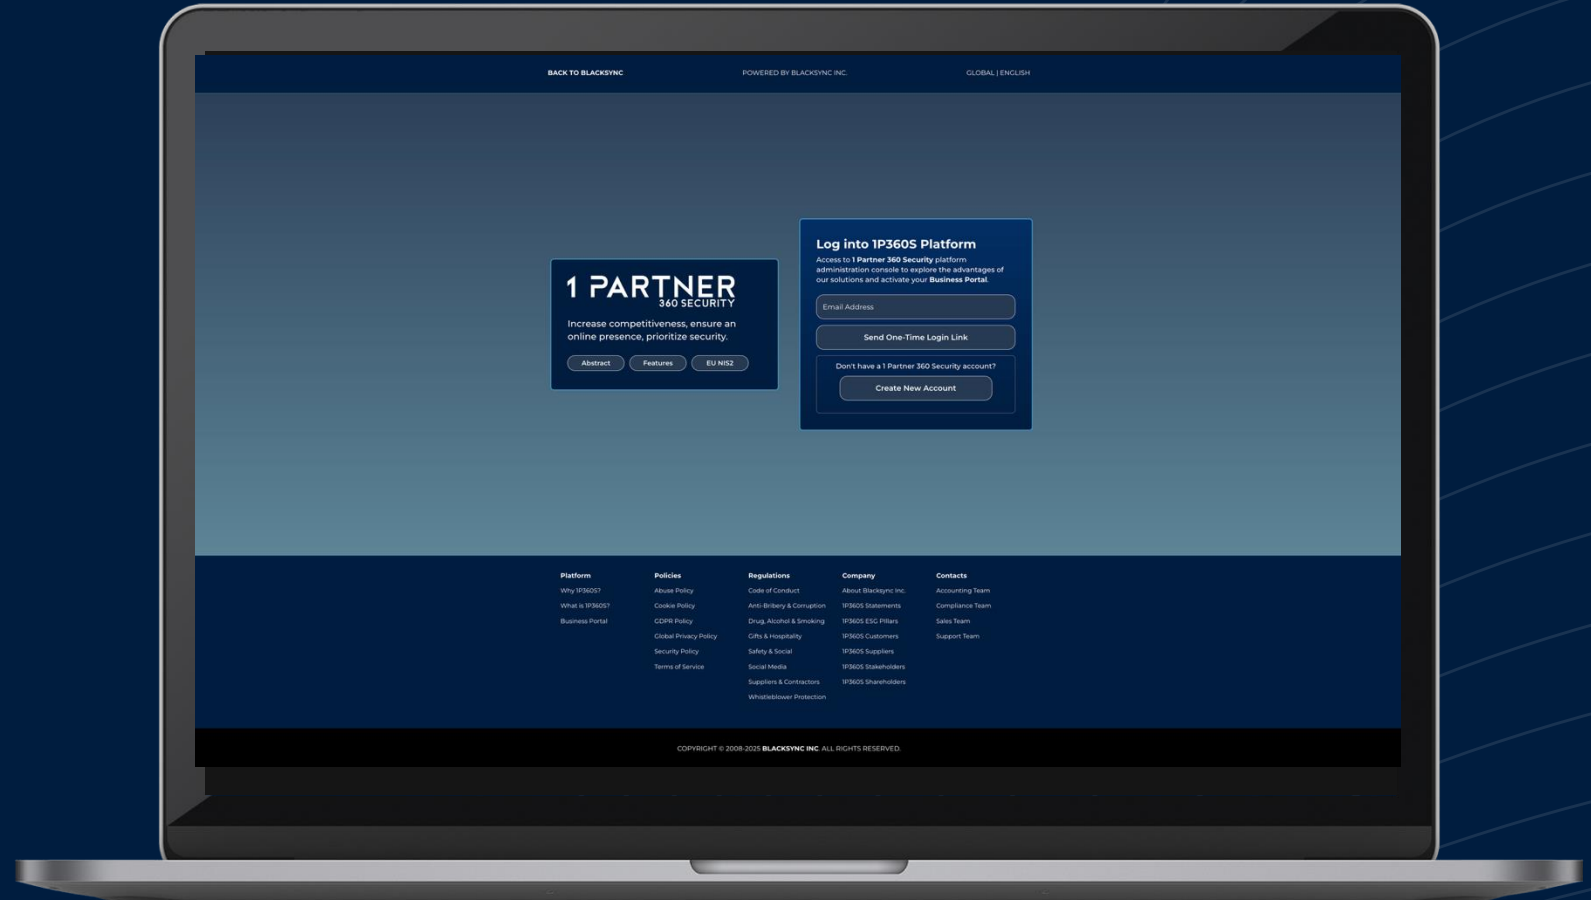 BACK TO BLACKSYNC
POWERED BY BLACKSYNC INC.
GLOBAL | ENGLISH
1 PARTNER
360 SECURITY
Increase competitiveness, ensure an
online presence, prioritize security.
Abstract
Features
EU NIS2
Log into 1P360S Platform
Access to 1 Partner 360 Security platform
administration console to explore the advantages of
our solutions and activate your Business Portal.
Email Address
Send One-Time Login Link
Don't have a 1 Partner 360 Security account?
Create New Account
Platform
Why 1P360S?
What is 1P360S?
Business Portal
Policies
Abuse Policy
Cookie Policy
GDPR Policy
Global Privacy Policy
Security Policy
Terms of Service
Regulations
Code of Conduct
Anti-Bribery & Corruption
Drug, Alcohol & Smoking
Gifts & Hospitality
Safety & Social
Social Media
Suppliers & Contractors
Whistleblower Protection
Company
About Blacksync Inc.
1P360S Statements
1P360S ESG Pillars
1P360S Customers
1P360S Suppliers
1P360S Stakeholders
1P360S Shareholders
Contacts
Accounting Team
Compliance Team
Sales Team
Support Team
COPYRIGHT © 2008-2025 BLACKSYNC INC. ALL RIGHTS RESERVED.